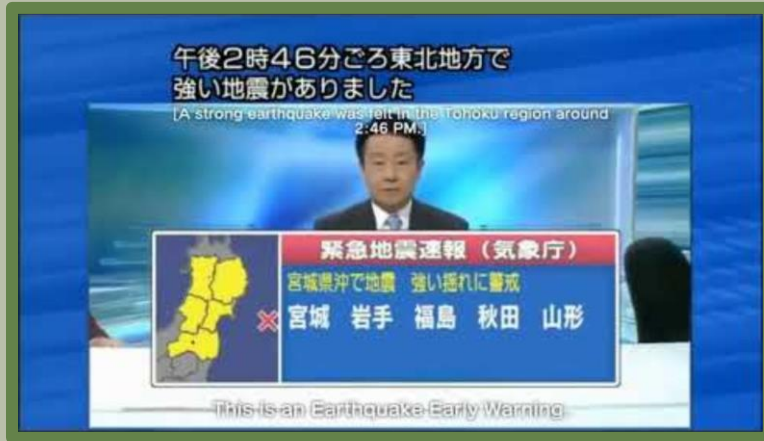 午後2時46分ごろ東北地方で
強い地震がありました
[A strong earthquake was felt in the Tohoku region around
2:46 PM.]
緊急地震速報（気象庁）
宮城県沖で地震　強い揺れに警戒
宮城　岩手　福島　秋田　山形
This is an Earthquake Early Warning.